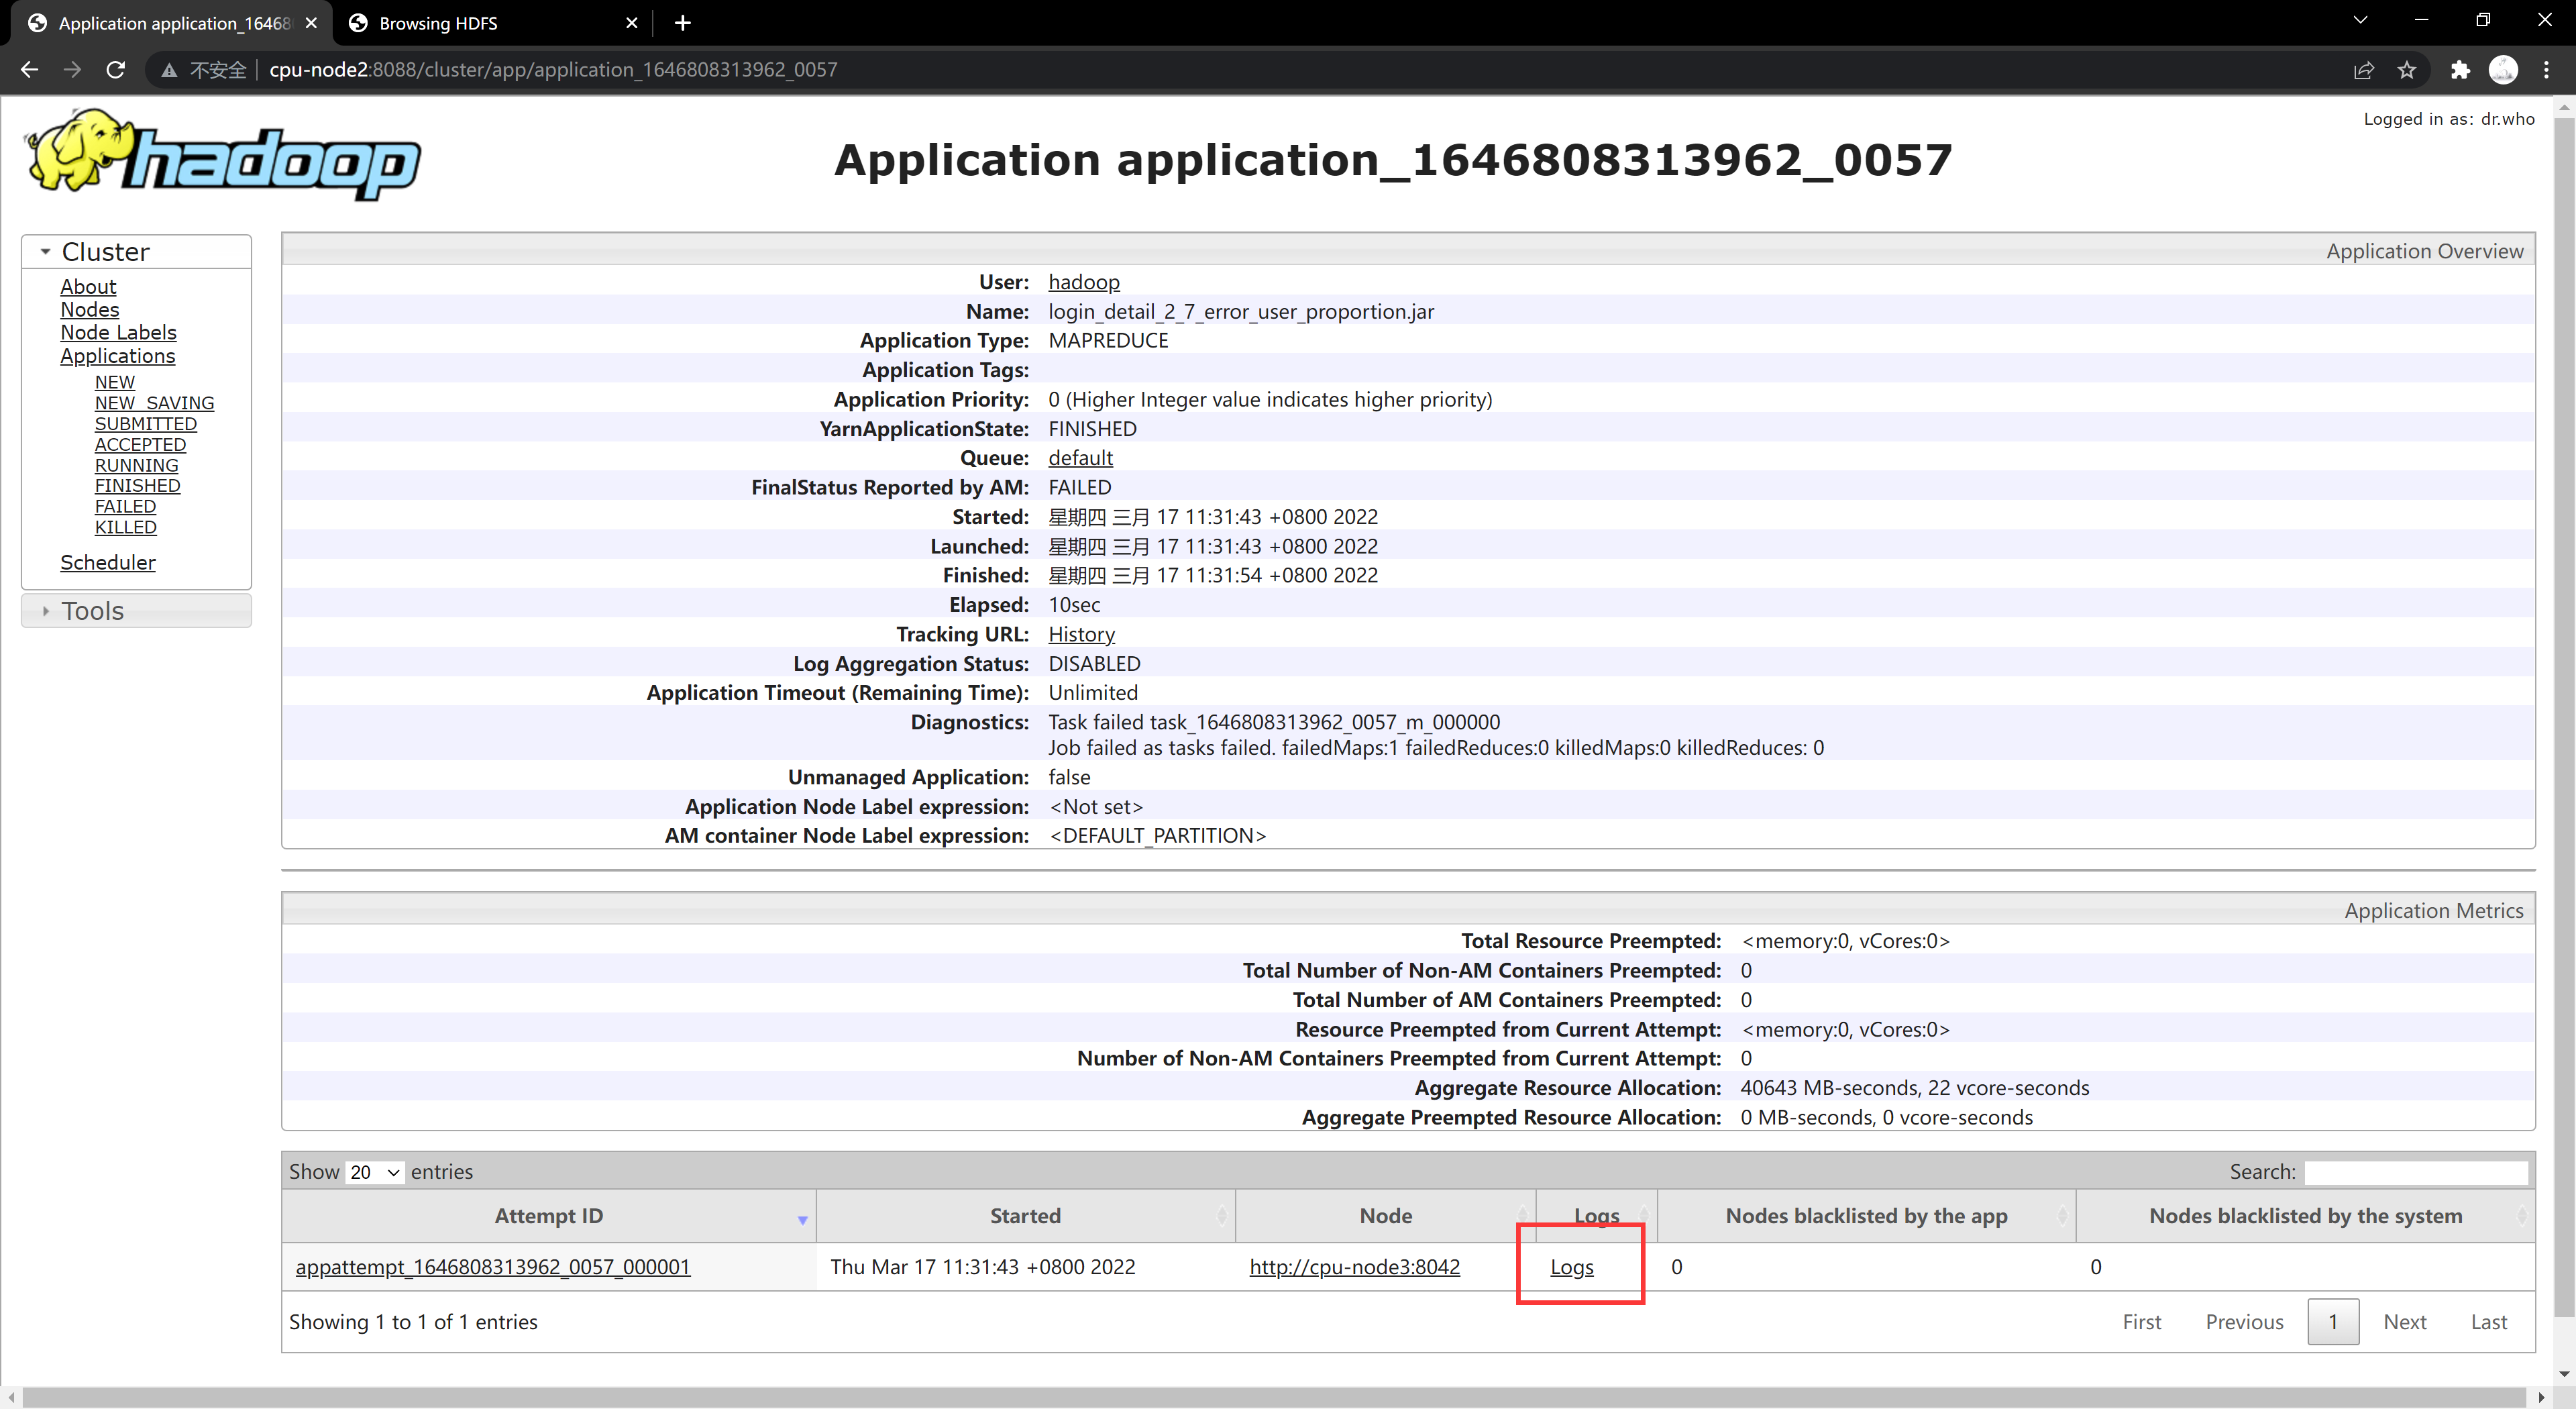 Application application_16468
Browsing HDFS
不安全
cpu-node2:8088/cluster/app/application_1646808313962_0057
hadoop
Logged in as: dr.who
Application application_1646808313962_0057
Cluster
About
Nodes
Node Labels
Applications
NEW
NEW_SAVING
SUBMITTED
ACCEPTED
RUNNING
FINISHED
FAILED
KILLED
Scheduler
Tools
Application Overview
User: hadoop
Name: login_detail_2_7_error_user_proportion.jar
Application Type: MAPREDUCE
Application Tags:
Application Priority: 0 (Higher Integer value indicates higher priority)
YarnApplicationState: FINISHED
Queue: default
FinalStatus Reported by AM: FAILED
Started: 星期四 三月 17 11:31:43 +0800 2022
Launched: 星期四 三月 17 11:31:43 +0800 2022
Finished: 星期四 三月 17 11:31:54 +0800 2022
Elapsed: 10sec
Tracking URL: History
Log Aggregation Status: DISABLED
Application Timeout (Remaining Time): Unlimited
Diagnostics: Task failed task_1646808313962_0057_m_000000
Job failed as tasks failed. failedMaps:1 failedReduces:0 killedMaps:0 killedReduces: 0
Unmanaged Application: false
Application Node Label expression: <Not set>
AM container Node Label expression: <DEFAULT_PARTITION>
Application Metrics
Total Resource Preempted: <memory:0, vCores:0>
Total Number of Non-AM Containers Preempted: 0
Total Number of AM Containers Preempted: 0
Resource Preempted from Current Attempt: <memory:0, vCores:0>
Number of Non-AM Containers Preempted from Current Attempt: 0
Aggregate Resource Allocation: 40643 MB-seconds, 22 vcore-seconds
Aggregate Preempted Resource Allocation: 0 MB-seconds, 0 vcore-seconds
Show 20 entries Search:
Attempt ID Started Node Logs Nodes blacklisted by the app Nodes blacklisted by the system
appattempt_1646808313962_0057_000001 Thu Mar 17 11:31:43 +0800 2022 http://cpu-node3:8042 Logs 0 0
Showing 1 to 1 of 1 entries First Previous 1 Next Last